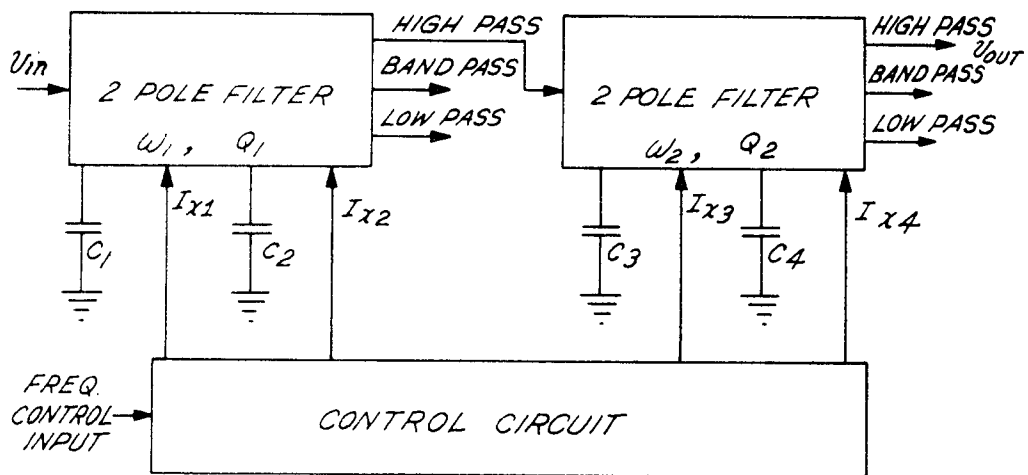 HIGH PASS
HIGH PASS
Vin
VOUT
BAND PASS
BAND PASS
2 POLE FILTER
2 POLE FILTER
LOW PASS
LOW PASS
ω1, Q1
ω2, Q2
Ix1
Ix2
Ix3
Ix4
C1
C2
C3
C4
FREQ.
CONTROL
INPUT
CONTROL CIRCUIT